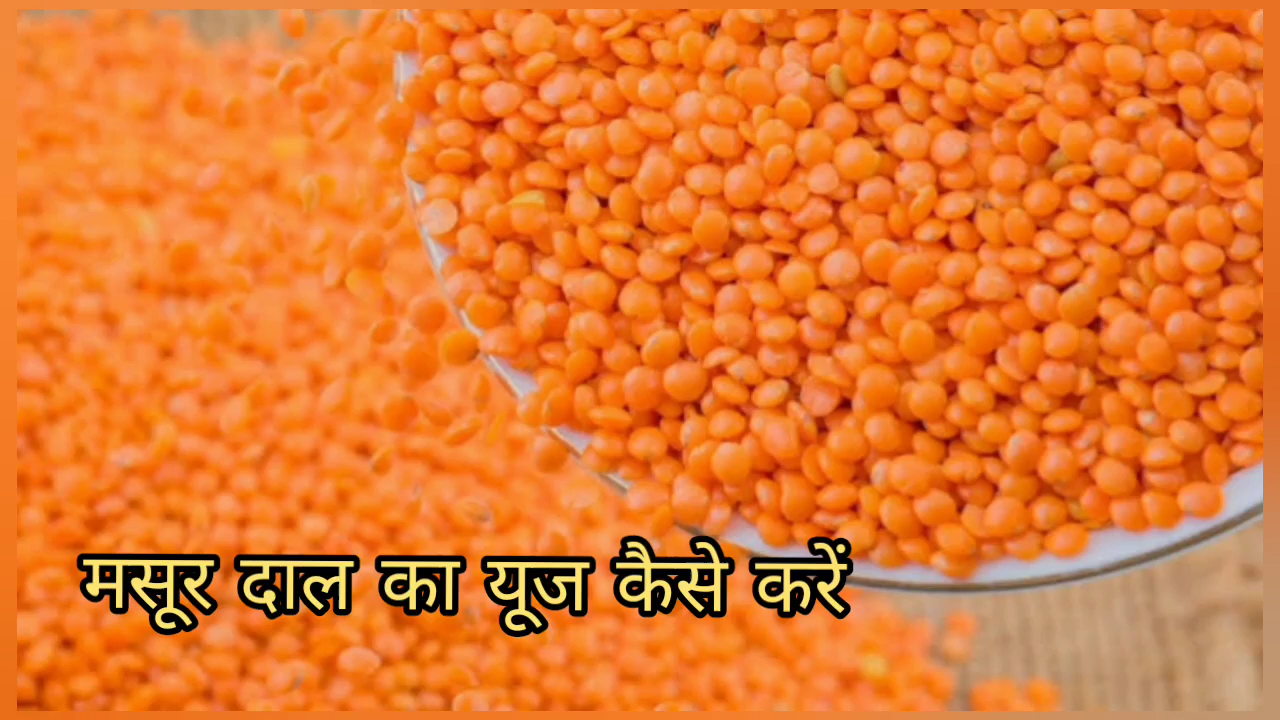 मसूर दाल का यूज कैसे करें